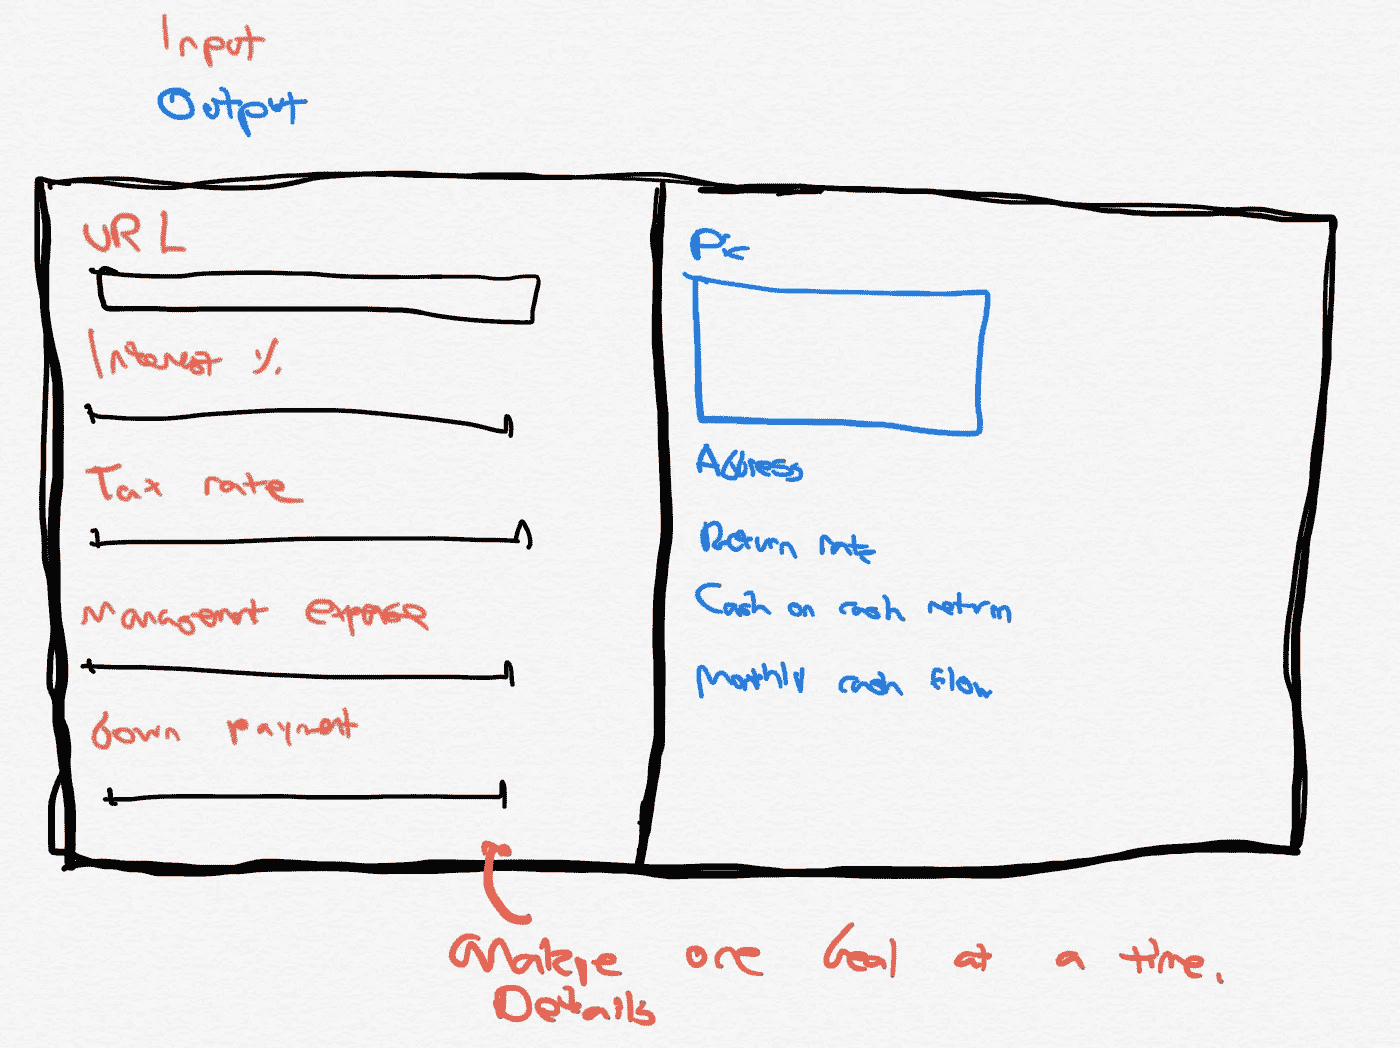 Input
Output
URL
Interest %
Tax rate
Management expense
Down payment
Pic
Address
Return rate
Cash on cash return
Monthly cash flow
Analyze one deal at a time.
Details